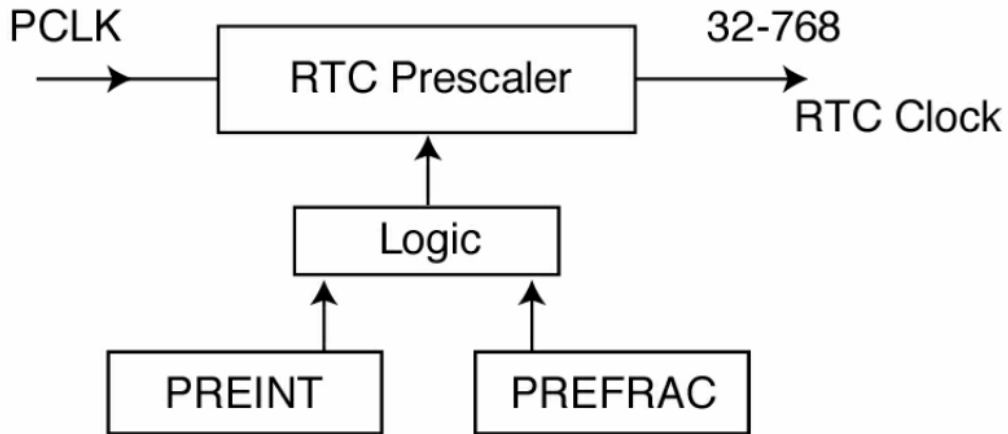 PCLK
32-768
RTC Prescaler
RTC Clock
Logic
PREINT
PREFRAC